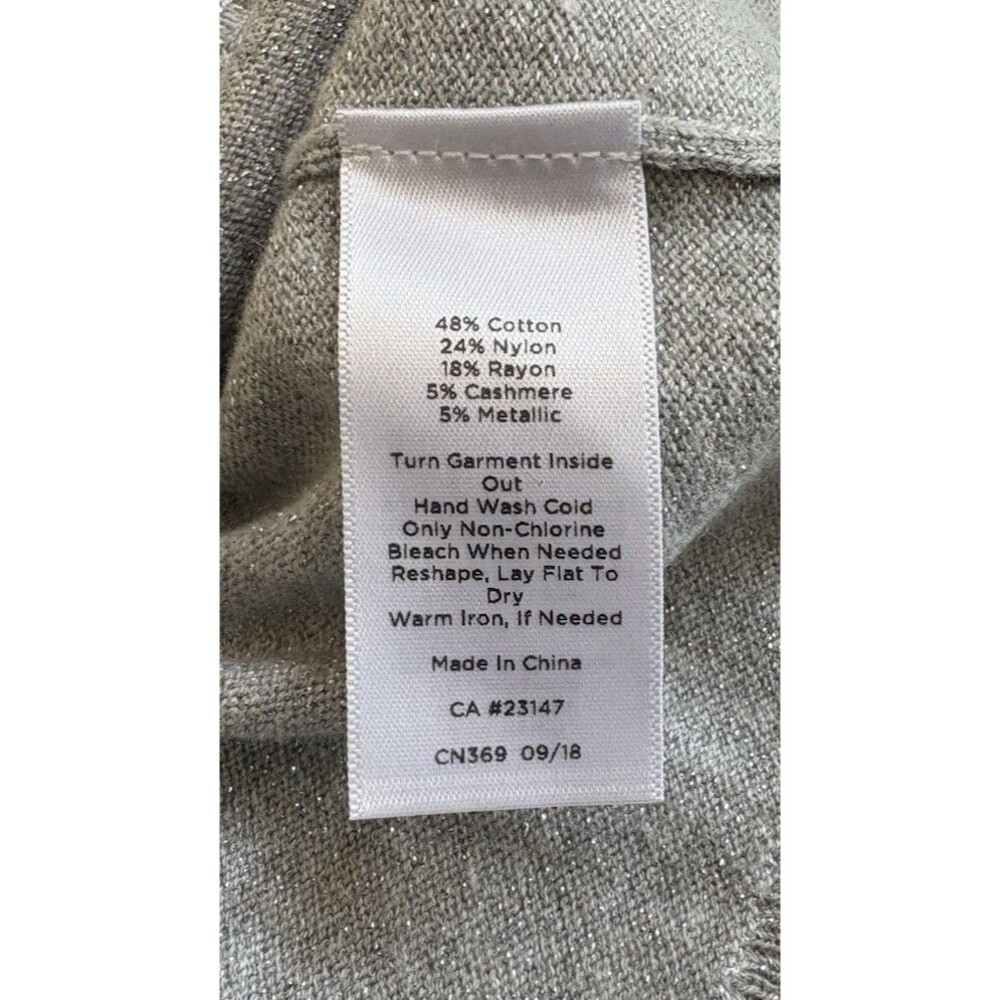 48% Cotton
24% Nylon
18% Rayon
5% Cashmere
5% Metallic
Turn Garment Inside
Out
Hand Wash Cold
Only Non-Chlorine
Bleach When Needed
Reshape, Lay Flat To
Dry
Warm Iron, If Needed
Made In China
CA #23147
CN369 09/18